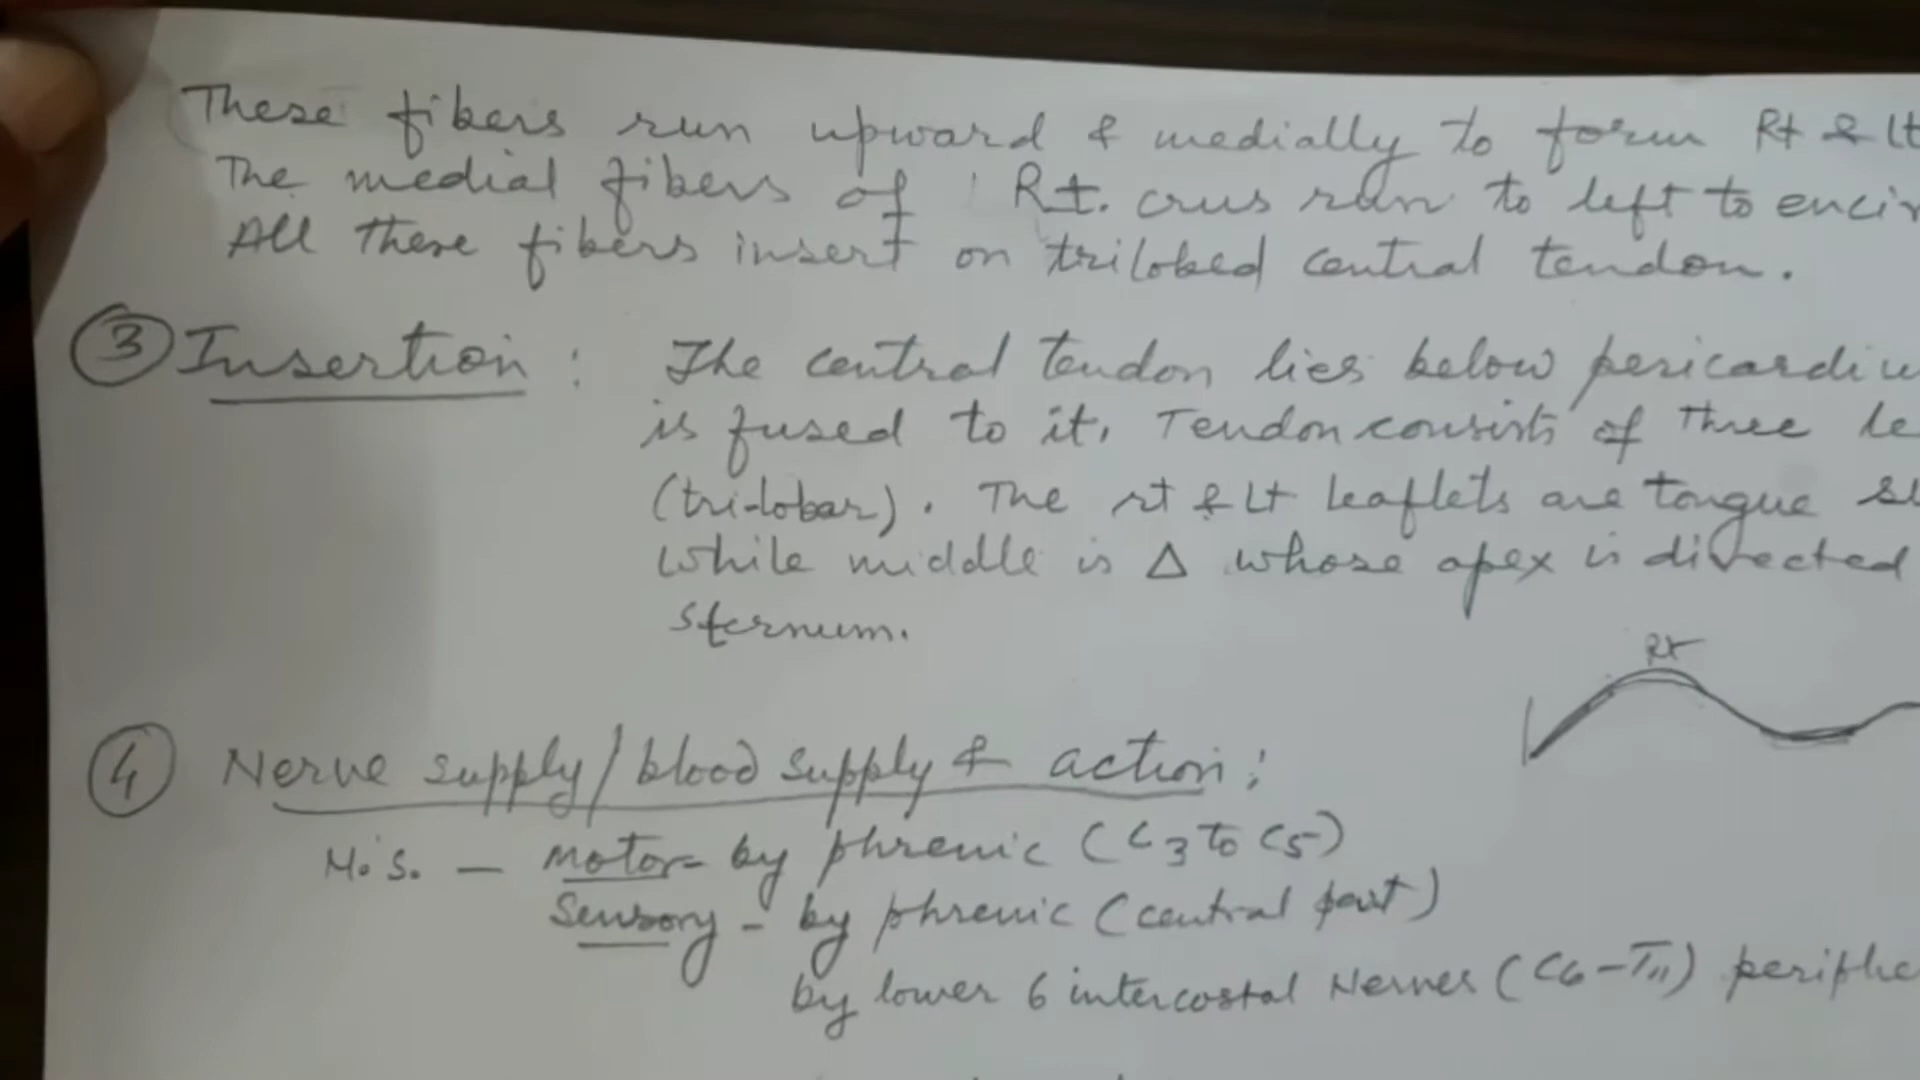 These fibers run upward & medially to form Rt & Lt
The medial fibers of Rt. crus run to left to encir
All these fibers insert on trilobed central tendon.
③ Insertion : The central tendon lies below pericardiu
is fused to it. Tendon consists of three le
(tri-lobar). The rt & Lt leaflets are tongue s
while middle is Δ whose apex is directed
sternum.
Rt
④ Nerve supply/blood supply & action:
N.S. — motor - by phrenic (C3 to C5)
Sensory - by phrenic (central part)
by lower 6 intercostal Nerves (C6-T11) periphe